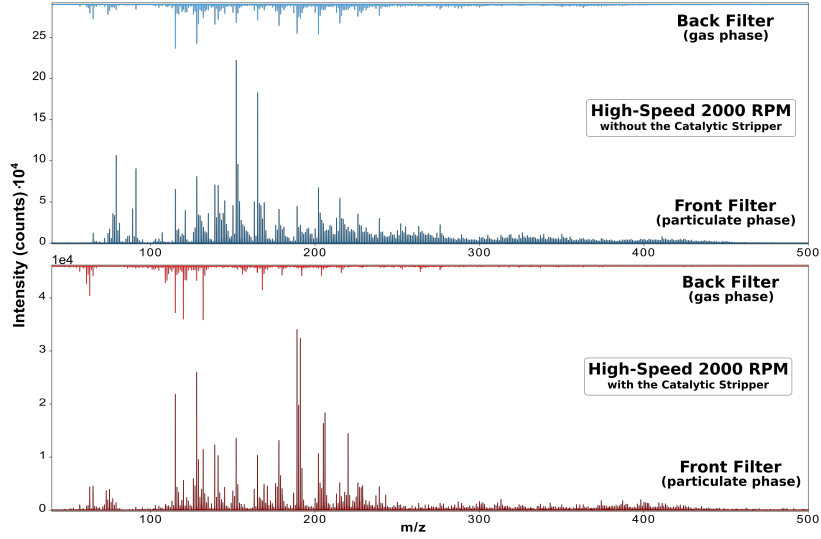 Back Filter
(gas phase)
25
20
High-Speed 2000 RPM
without the Catalytic Stripper
15
10
Front Filter
(particulate phase)
5
0
100 200 300 400 500
1e4
Back Filter
(gas phase)
4
3
High-Speed 2000 RPM
with the Catalytic Stripper
2
1
Front Filter
(particulate phase)
0
100 200 300 400 500
m/z
Intensity (counts) ·10⁴